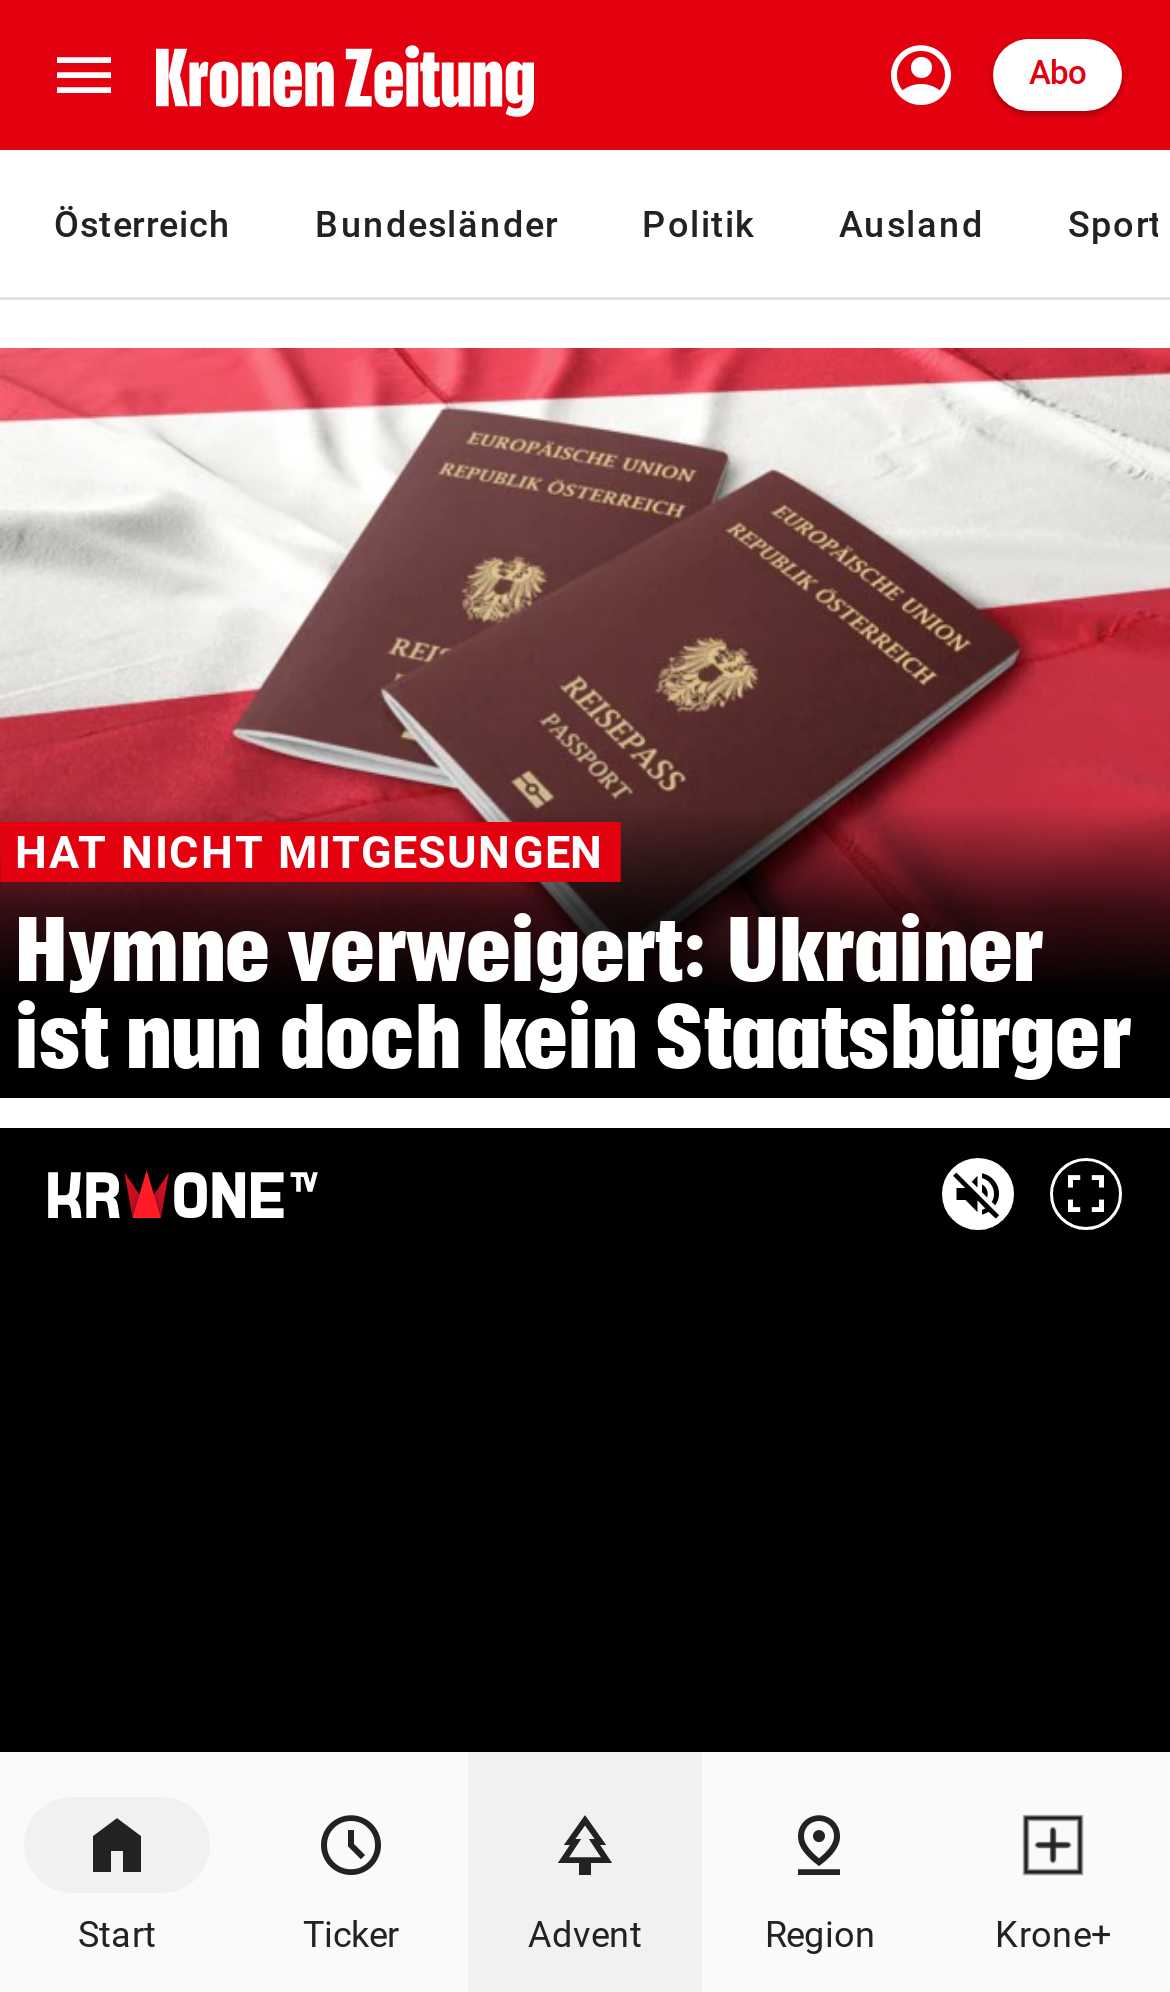 Kronen Zeitung
Abo
Österreich Bundesländer Politik Ausland Sport
EUROPÄISCHE UNION
REPUBLIK ÖSTERREICH
EUROPÄISCHE UNION
REPUBLIK ÖSTERREICH
REISEPASS
PASSPORT
HAT NICHT MITGESUNGEN
Hymne verweigert: Ukrainer
ist nun doch kein Staatsbürger
KRONE TV
Start Ticker Advent Region Krone+